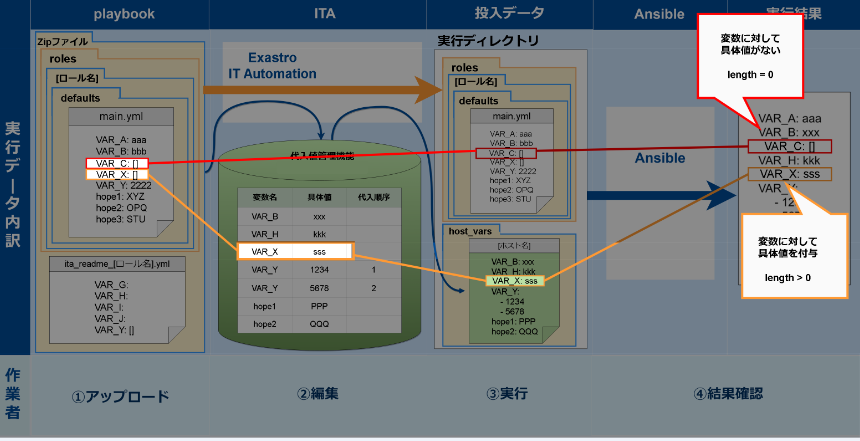 playbook
ITA
投入データ
Ansible
実行結果
実行データ内訳
Zipファイル
roles
[ロール名]
defaults
main.yml
VAR_A: aaa
VAR_B: bbb
VAR_C: []
VAR_X: []
VAR_Y: 2222
hope1: XYZ
hope2: OPQ
hope3: STU
ita_readme_[ロール名].yml
VAR_G:
VAR_H:
VAR_I:
VAR_J:
VAR_Y: []
Exastro
IT Automation
代入値管理機能
変数名 具体値 代入順序
VAR_B xxx
VAR_H kkk
VAR_X sss
VAR_Y 1234 1
VAR_Y 5678 2
hope1 PPP
hope2 QQQ
実行ディレクトリ
roles
[ロール名]
defaults
main.yml
VAR_A: aaa
VAR_B: bbb
VAR_C: []
VAR_X: []
VAR_Y: 2222
hope1: XYZ
hope2: OPQ
hope3: STU
host_vars
[ホスト名]
VAR_B: xxx
VAR_H: kkk
VAR_X: sss
VAR_Y:
- 1234
- 5678
hope1: PPP
hope2: QQQ
Ansible
変数に対して
具体値がない
length = 0
VAR_A: aaa
VAR_B: xxx
VAR_C: []
VAR_H: kkk
VAR_X: sss
変数に対して
具体値を付与
length > 0
作業者
①アップロード
②編集
③実行
④結果確認